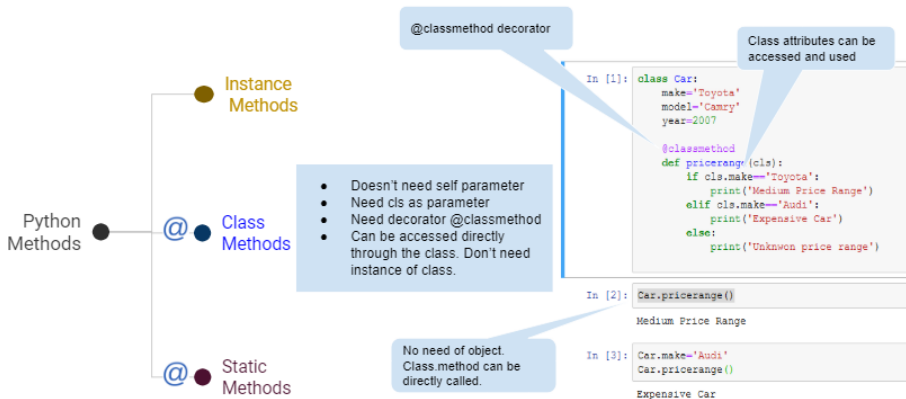 @classmethod decorator
Class attributes can be
accessed and used
Instance
Methods
Python
Methods
@
Class
Methods
@
Static
Methods
● Doesn't need self parameter
● Need cls as parameter
● Need decorator @classmethod
● Can be accessed directly
through the class. Don't need
instance of class.
In [1]: class Car:
    make='Toyota'
    model='Camry'
    year=2007

    @classmethod
    def pricerange(cls):
        if cls.make=='Toyota':
            print('Medium Price Range')
        elif cls.make=='Audi':
            print('Expensive Car')
        else:
            print('Unknwon price range')
In [2]: Car.pricerange()
Medium Price Range
No need of object.
Class.method can be
directly called.
In [3]: Car.make='Audi'
Car.pricerange()
Expensive Car